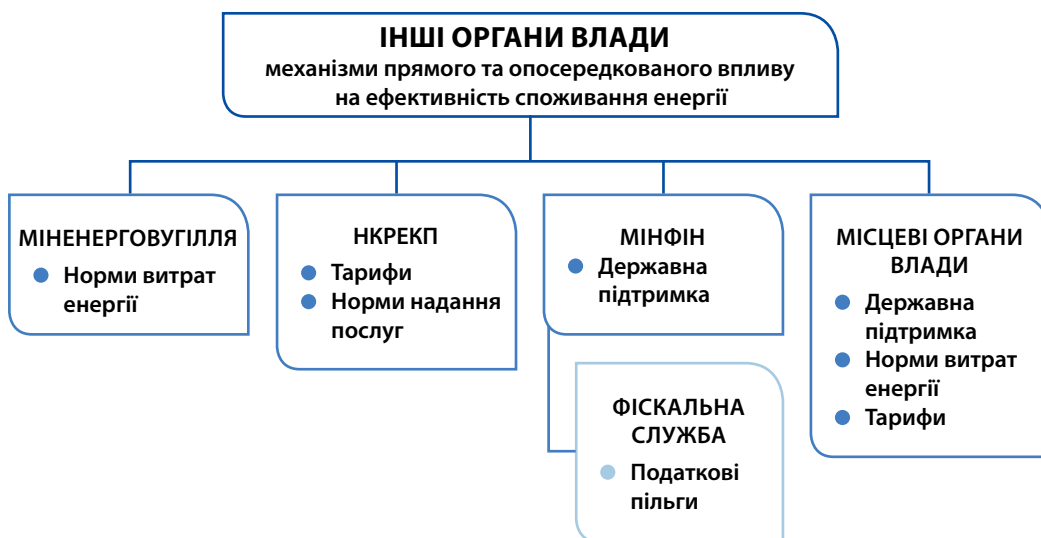 ІНШІ ОРГАНИ ВЛАДИ
механізми прямого та опосередкованого впливу
на ефективність споживання енергії
МІНЕНЕРГОВУГІЛЛЯ
Норми витрат
енергії
НКРЕКП
Тарифи
Норми надання
послуг
МІНФІН
Державна
підтримка
ФІСКАЛЬНА
СЛУЖБА
Податкові
пільги
МІСЦЕВІ ОРГАНИ
ВЛАДИ
Державна
підтримка
Норми витрат
енергії
Тарифи